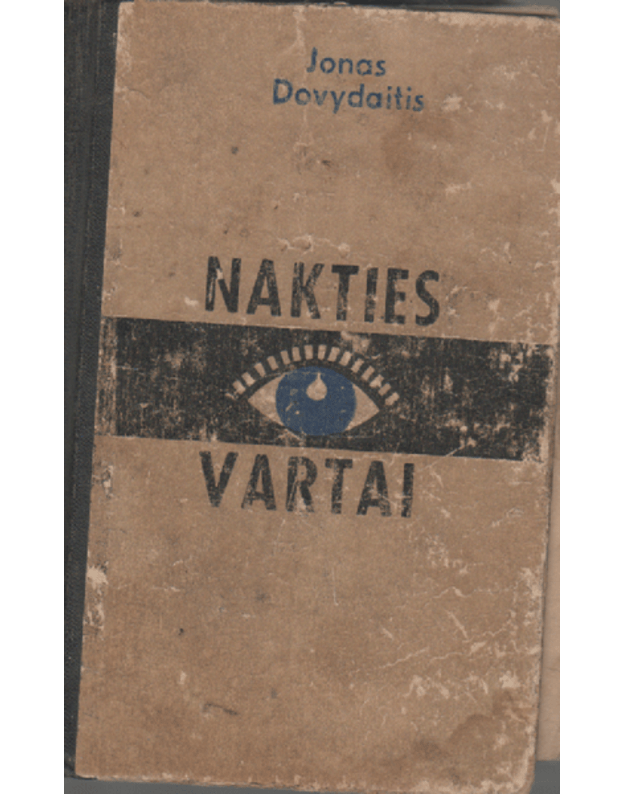 Jonas
Dovydaitis
NAKTIES
VARTAI